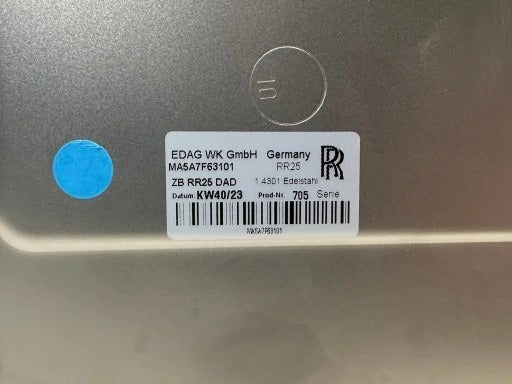 EDAG WK GmbH Germany
MA5A7F63101 RR25
ZB RR25 DAD 1.4301 Edelstahl
Datum: KW40/23 Prod-Nr. 705 Serie
MA5A7F63101
RR